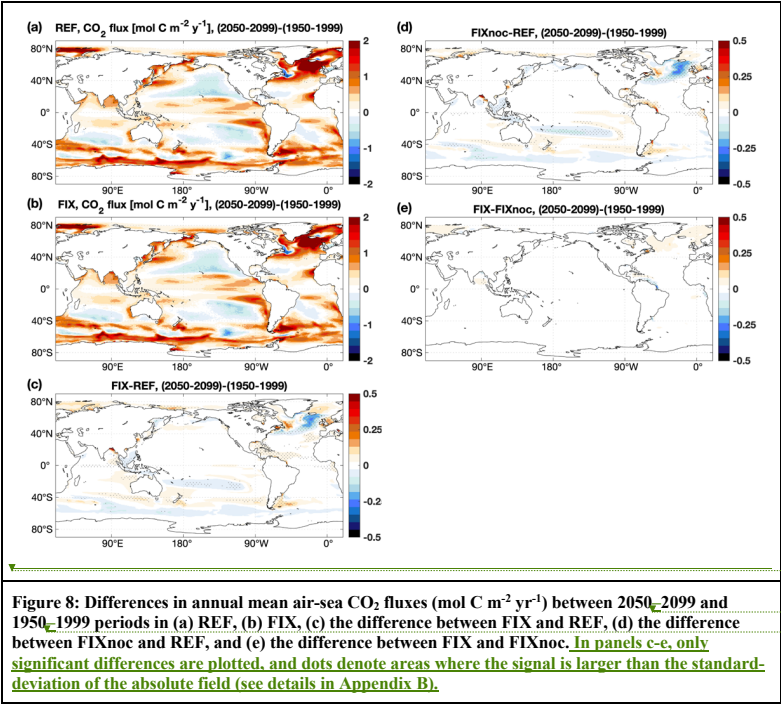 (a) REF, CO2 flux [mol C m-2 y-1], (2050-2099)-(1950-1999)
80°N
40°N
0°
40°S
80°S
90°E 180° 90°W 0°
2
1
0
-1
-2
(b) FIX, CO2 flux [mol C m-2 y-1], (2050-2099)-(1950-1999)
80°N
40°N
0°
40°S
80°S
90°E 180° 90°W 0°
2
1
0
-1
-2
(c) FIX-REF, (2050-2099)-(1950-1999)
80°N
40°N
0°
40°S
80°S
90°E 180° 90°W 0°
0.5
0.25
0
-0.2
-0.5
(d) FIXnoc-REF, (2050-2099)-(1950-1999)
80°N
40°N
0°
40°S
80°S
90°E 180° 90°W 0°
0.5
0.25
0
-0.25
-0.5
(e) FIX-FIXnoc, (2050-2099)-(1950-1999)
80°N
40°N
0°
40°S
80°S
90°E 180° 90°W 0°
0.5
0.25
0
-0.25
-0.5
Figure 8: Differences in annual mean air-sea CO2 fluxes (mol C m-2 yr-1) between 2050–2099 and
1950–1999 periods in (a) REF, (b) FIX, (c) the difference between FIX and REF, (d) the difference
between FIXnoc and REF, and (e) the difference between FIX and FIXnoc. In panels c-e, only
significant differences are plotted, and dots denote areas where the signal is larger than the standard-
deviation of the absolute field (see details in Appendix B).